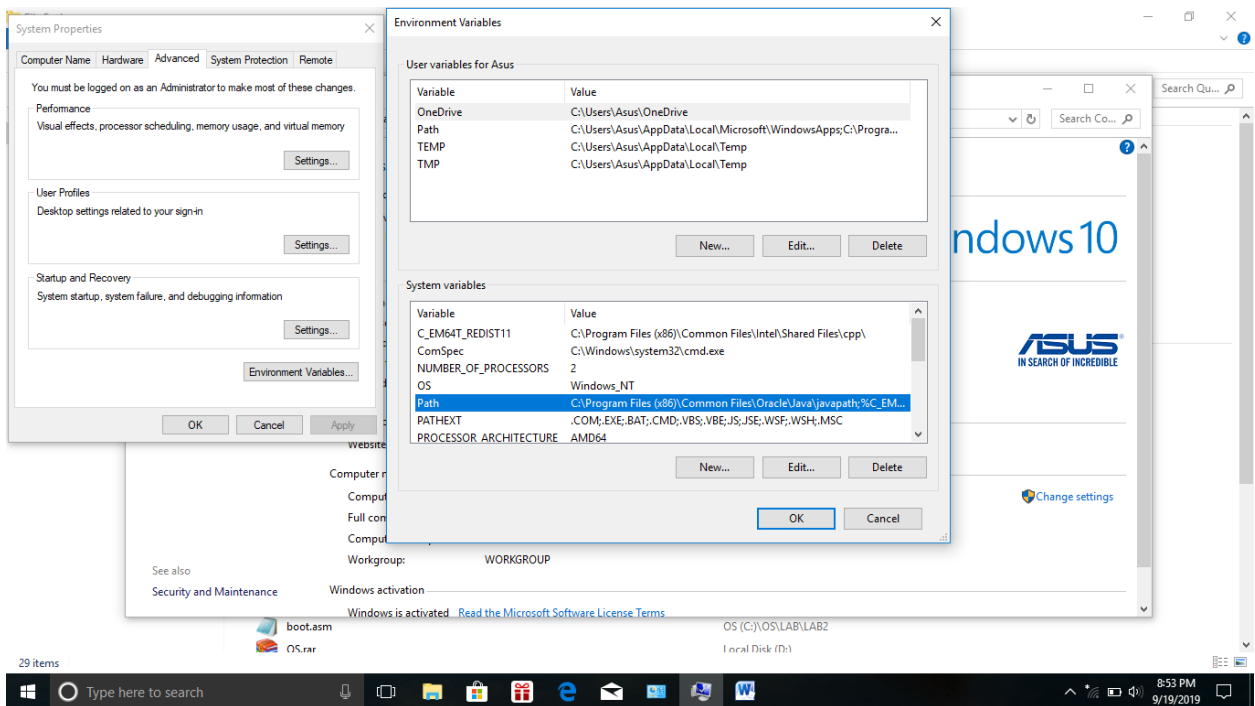 System Properties
Computer Name Hardware Advanced System Protection Remote
You must be logged on as an Administrator to make most of these changes.
Performance
Visual effects, processor scheduling, memory usage, and virtual memory
Settings...
User Profiles
Desktop settings related to your sign-in
Settings...
Startup and Recovery
System startup, system failure, and debugging information
Settings...
Environment Variables...
OK Cancel Apply
Environment Variables
User variables for Asus
Variable Value
OneDrive C:\Users\Asus\OneDrive
Path C:\Users\Asus\AppData\Local\Microsoft\WindowsApps;C:\Progra...
TEMP C:\Users\Asus\AppData\Local\Temp
TMP C:\Users\Asus\AppData\Local\Temp
New... Edit... Delete
System variables
Variable Value
C_EM64T_REDIST11 C:\Program Files (x86)\Common Files\Intel\Shared Files\cpp\
ComSpec C:\Windows\system32\cmd.exe
NUMBER_OF_PROCESSORS 2
OS Windows_NT
Path C:\Program Files (x86)\Common Files\Oracle\Java\javapath;%C_EM...
PATHEXT .COM;.EXE;.BAT;.CMD;.VBS;.VBE;.JS;.JSE;.WSF;.WSH;.MSC
PROCESSOR_ARCHITECTURE AMD64
New... Edit... Delete
OK Cancel
Search Qu...
Search Co...
ndows 10
ASUS
IN SEARCH OF INCREDIBLE
Website
Computer n
Comput
Full con
Comput
Change settings
Workgroup: WORKGROUP
See also
Security and Maintenance
Windows activation
Windows is activated Read the Microsoft Software License Terms
boot.asm OS (C:)\OS\LAB\LAB2
OS.rar Local Disk (D:)
29 items
Type here to search
8:53 PM
9/19/2019